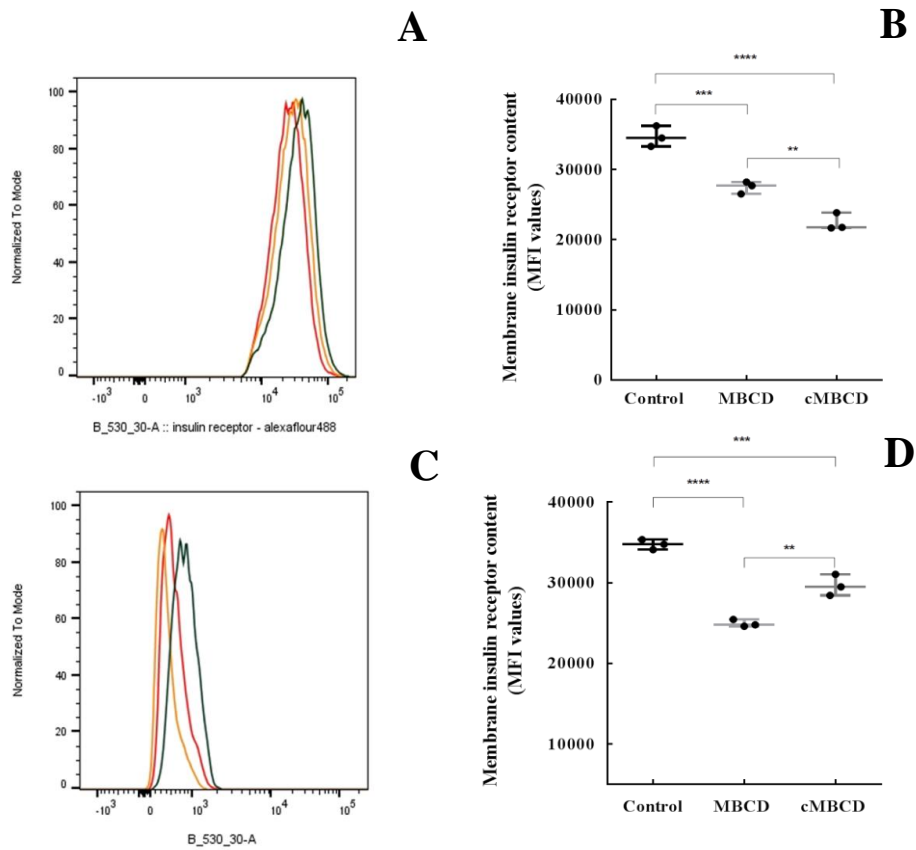 A
100
80
60
40
20
0
Normalized To Mode
-10³ 0 10³ 10⁴ 10⁵
B_530_30-A :: insulin receptor - alexaflour488
B
****
***
**
40000
30000
20000
10000
0
Membrane insulin receptor content
(MFI values)
Control MBCD cMBCD
C
100
80
60
40
20
0
Normalized To Mode
-10³ 0 10³ 10⁴ 10⁵
B_530_30-A
D
***
****
**
40000
30000
20000
10000
Membrane insulin receptor content
(MFI values)
Control MBCD cMBCD